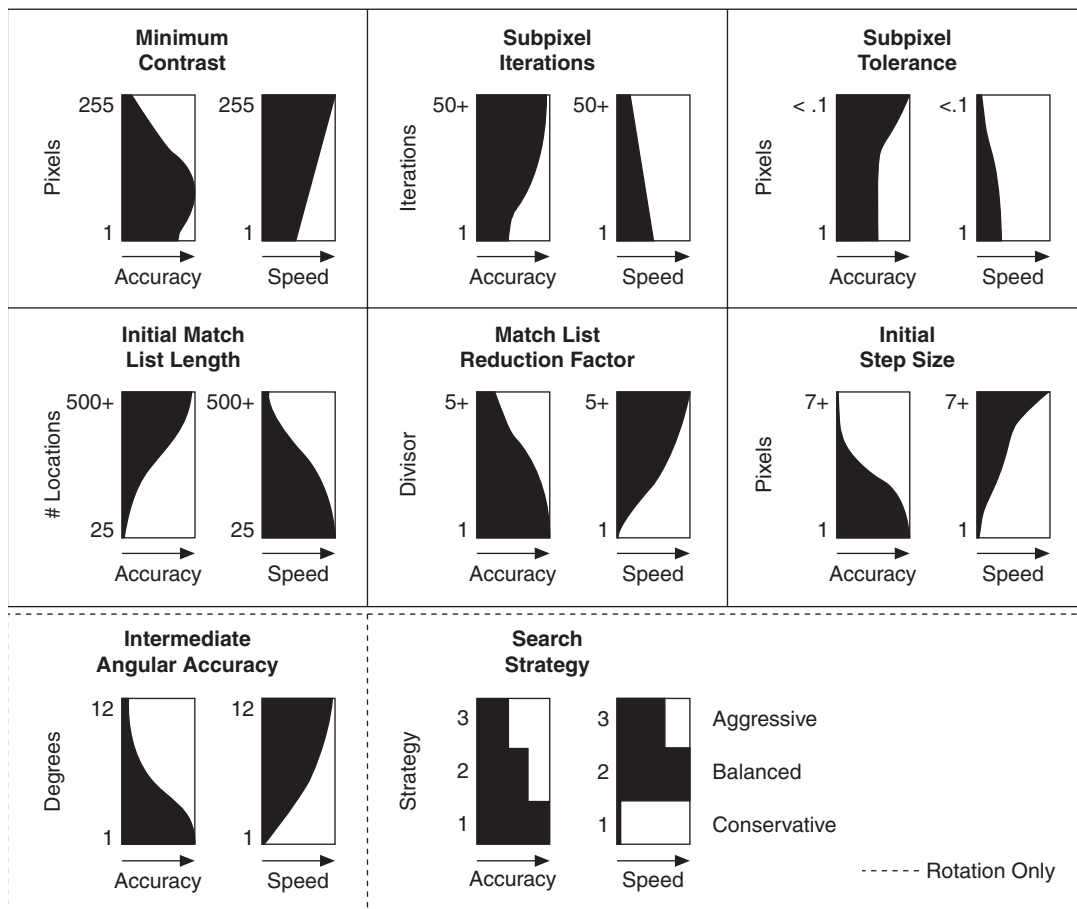 Minimum
Contrast
255
255
Pixels
1
1
Accuracy
Speed
Subpixel
Iterations
50+
50+
Iterations
1
1
Accuracy
Speed
Subpixel
Tolerance
< .1
<.1
Pixels
1
1
Accuracy
Speed
Initial Match
List Length
500+
500+
# Locations
25
25
Accuracy
Speed
Match List
Reduction Factor
5+
5+
Divisor
1
1
Accuracy
Speed
Initial
Step Size
7+
7+
Pixels
1
1
Accuracy
Speed
Intermediate
Angular Accuracy
12
12
Degrees
1
1
Accuracy
Speed
Search
Strategy
3
3
Aggressive
Strategy
2
2
Balanced
1
1
Conservative
Accuracy
Speed
Rotation Only